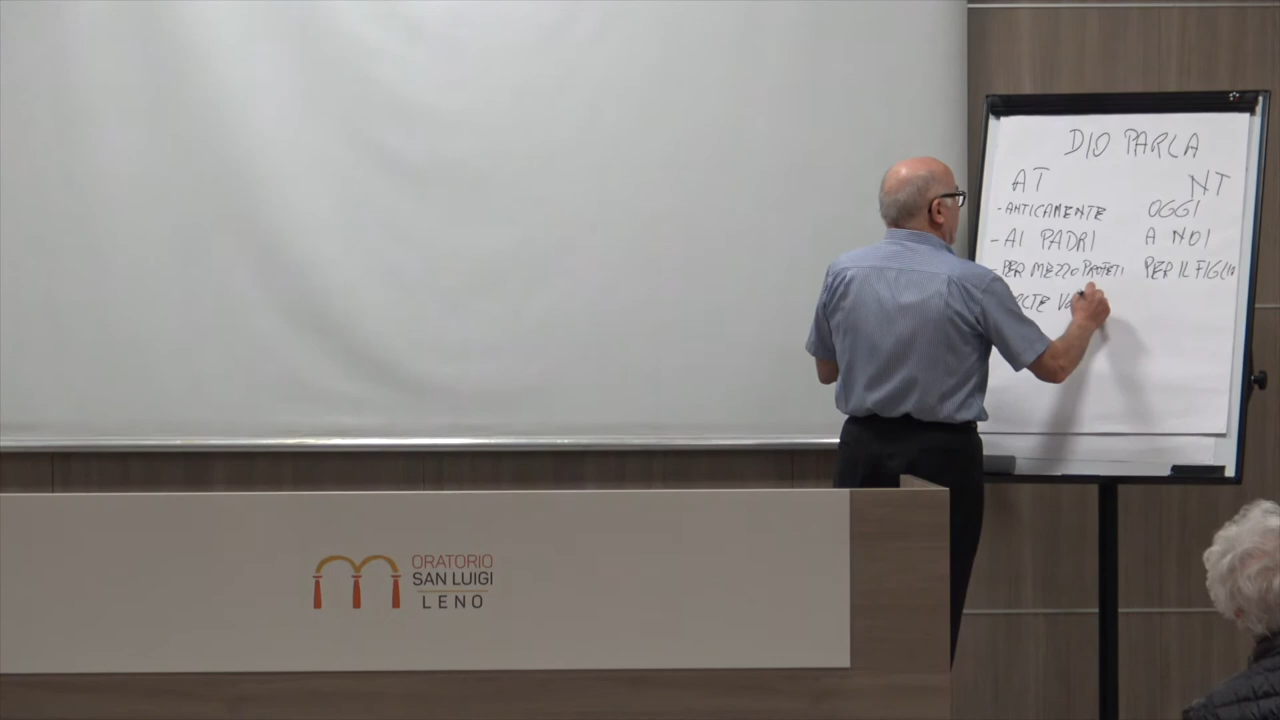 DIO PARLA
AT NT
- ANTICAMENTE OGGI
- AI PADRI A NOI
- PER MEZZO PROFETI PER IL FIGLIO
ORATORIO
SAN LUIGI
LENO